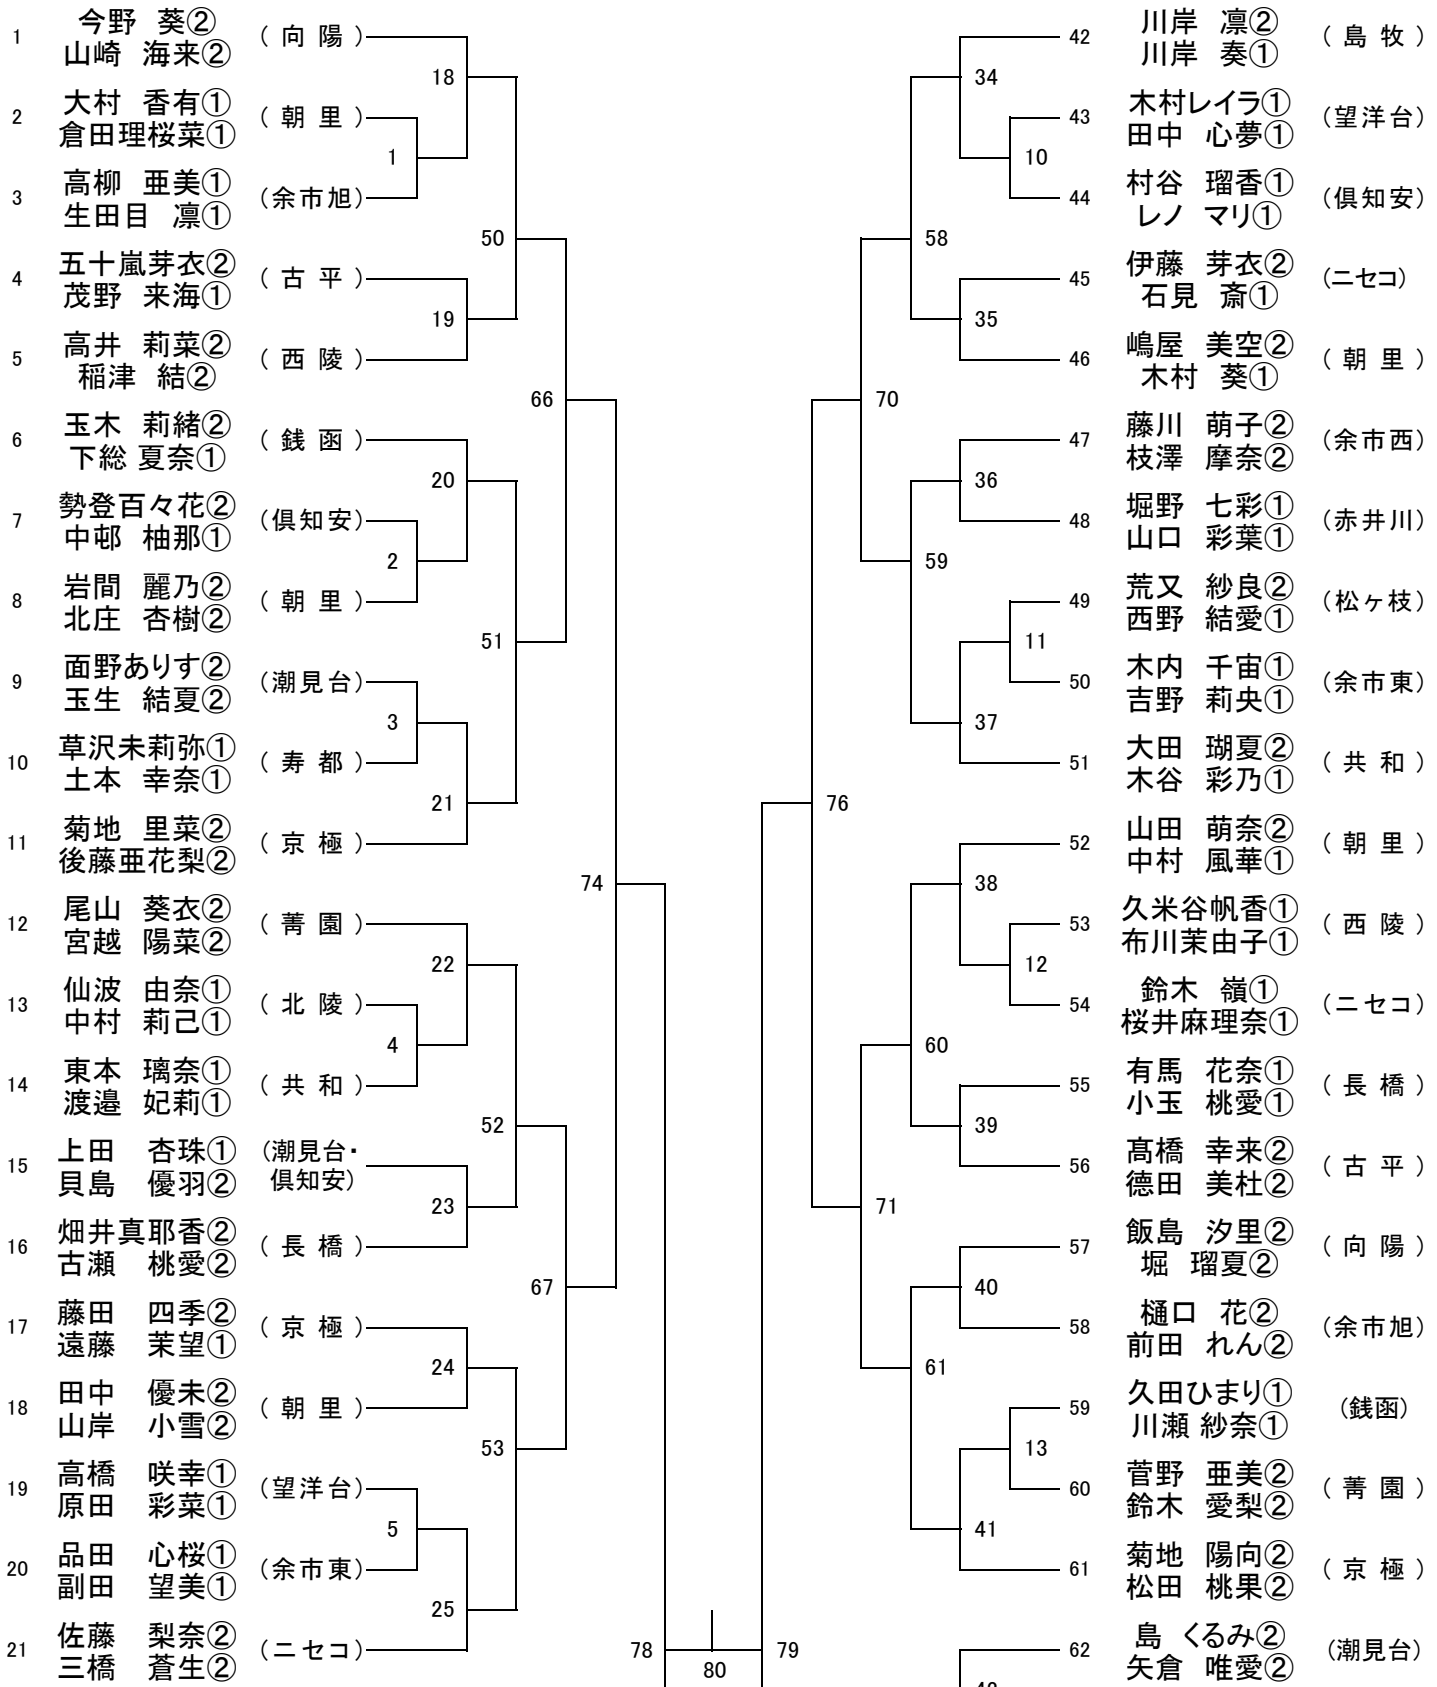 1 今野 葵② (向陽)
山崎 海来②
18
2 大村 香有① (朝里)
倉田理桜菜①
1
3 高柳 亜美① (余市旭)
生田目 凛①
50
4 五十嵐芽衣② (古平)
茂野 来海①
19
5 高井 莉菜② (西陵)
稲津 結②
66
6 玉木 莉緒② (銭函)
下総 夏奈①
20
7 勢登百々花② (倶知安)
中邨 柚那①
2
8 岩間 麗乃② (朝里)
北庄 杏樹②
51
9 面野ありす② (潮見台)
玉生 結夏②
3
10 草沢未莉弥① (寿都)
土本 幸奈①
21
11 菊地 里菜② (京極)
後藤亜花梨②
74
12 尾山 葵衣② (菁園)
宮越 陽菜②
22
13 仙波 由奈① (北陵)
中村 莉己①
4
14 東本 璃奈① (共和)
渡邉 妃莉①
52
15 上田 杏珠① (潮見台・
貝島 優羽② 倶知安)
23
16 畑井真耶香② (長橋)
古瀬 桃愛②
67
17 藤田 四季② (京極)
遠藤 茉望①
24
18 田中 優未② (朝里)
山岸 小雪②
53
19 高橋 咲幸① (望洋台)
原田 彩菜①
5
20 品田 心桜① (余市東)
副田 望美①
25
21 佐藤 梨奈② (ニセコ)
三橋 蒼生②
78
80
79
42 川岸 凛② (島牧)
川岸 奏①
34
43 木村レイラ① (望洋台)
田中 心夢①
10
44 村谷 瑠香① (倶知安)
レノ マリ①
58
45 伊藤 芽衣② (ニセコ)
石見 斎①
35
46 嶋屋 美空② (朝里)
木村 葵①
70
47 藤川 萌子② (余市西)
枝澤 摩奈②
36
48 堀野 七彩① (赤井川)
山口 彩葉①
59
49 荒又 紗良② (松ヶ枝)
西野 結愛①
11
50 木内 千宙① (余市東)
吉野 莉央①
37
51 大田 瑚夏② (共和)
木谷 彩乃①
76
52 山田 萌奈② (朝里)
中村 風華①
38
53 久米谷帆香① (西陵)
布川茉由子①
12
54 鈴木 嶺① (ニセコ)
桜井麻理奈①
60
55 有馬 花奈① (長橋)
小玉 桃愛①
39
56 髙橋 幸来② (古平)
德田 美杜②
71
57 飯島 汐里② (向陽)
堀 瑠夏②
40
58 樋口 花② (余市旭)
前田 れん②
61
59 久田ひまり① (銭函)
川瀬 紗奈①
13
60 菅野 亜美② (菁園)
鈴木 愛梨②
41
61 菊地 陽向② (京極)
松田 桃果②
62 島 くるみ② (潮見台)
矢倉 唯愛②